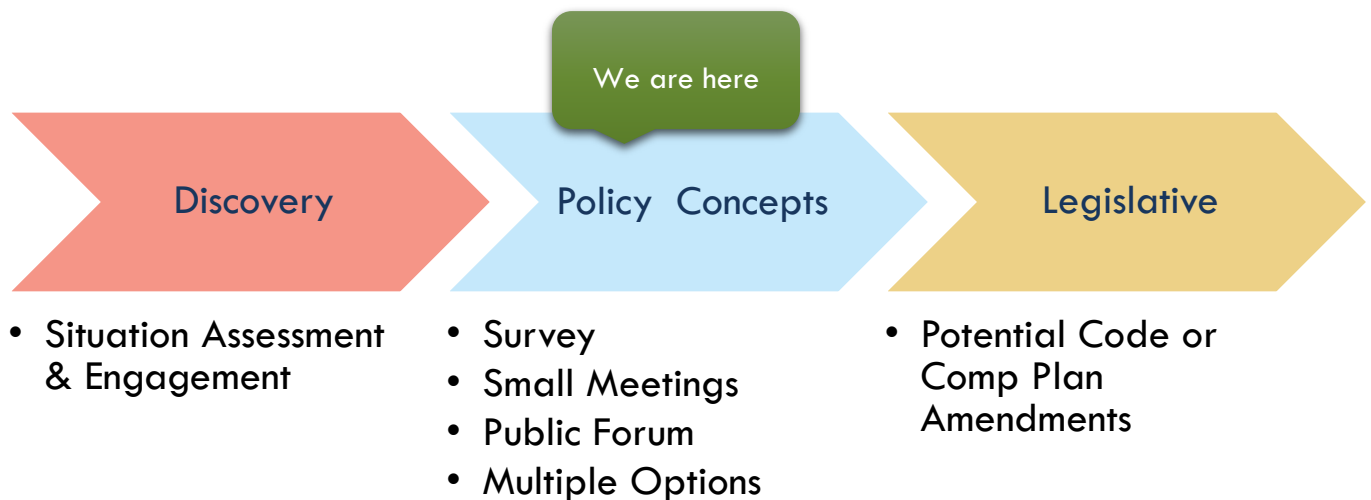 We are here
Discovery
Policy Concepts
Legislative
• Situation Assessment
& Engagement
• Survey
• Small Meetings
• Public Forum
• Multiple Options
• Potential Code or
Comp Plan
Amendments